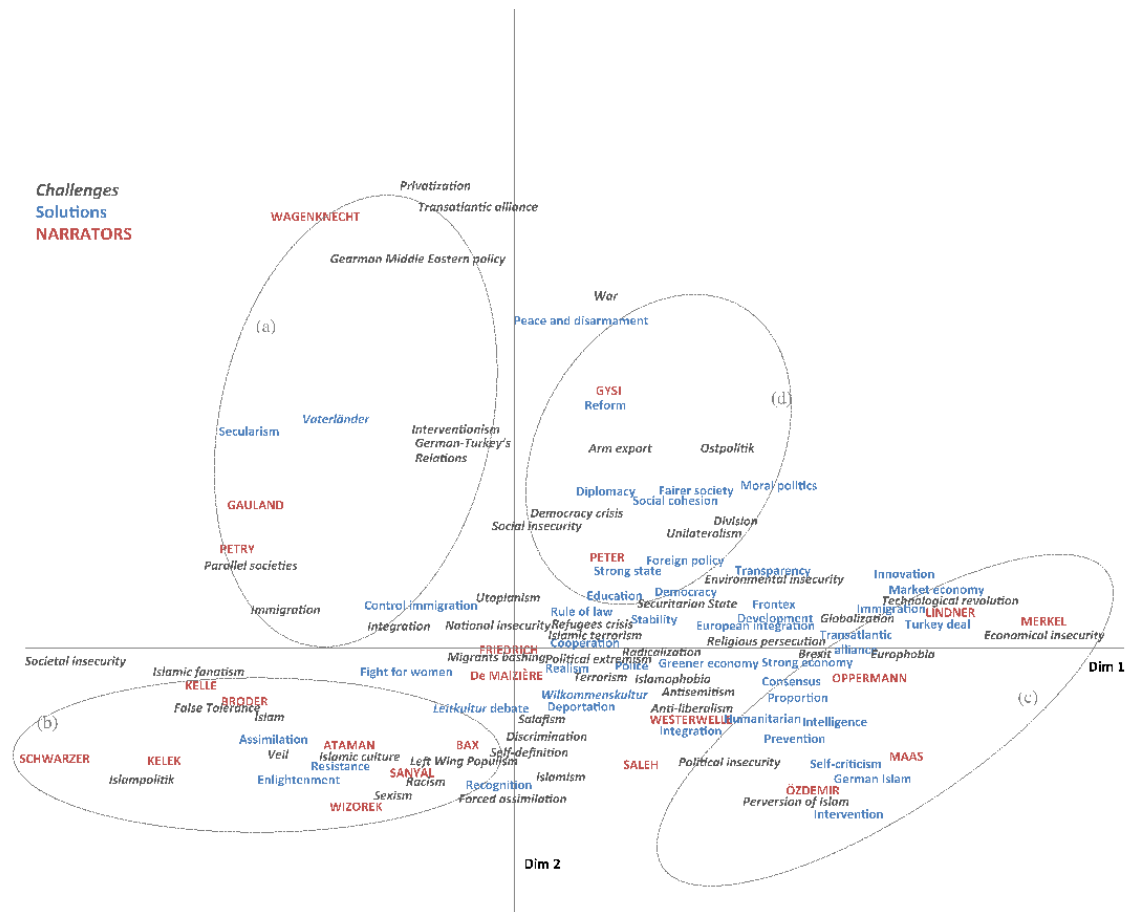 Privatization
Challenges
Transatlantic alliance
Solutions
WAGENKNECHT
NARRATORS
Gearman Middle Eastern policy
War
Peace and disarmament
(a)
GYSI
(d)
Reform
Vaterländer
Secularism
Interventionism
German-Turkey's
Relations
Arm export
Ostpolitik
Diplomacy
Fairer society
Moral politics
Social cohesion
GAULAND
Democracy crisis
Social insecurity
Division
Unilateralism
PETRY
Parallel societies
PETER
Foreign policy
Strong state
Transparency
Environmental insecurity
Innovation
Market economy
Technological revolution
Utopianism
Education
Democracy
Securitarian State
Frontex
Immigration
Control immigration
Immigration
LINDNER
Rule of law
Stability
Development
Globalization
MERKEL
Integration
National insecurity
Refugees crisis
European integration
Turkey deal
Islamic terrorism
Transatlantic
alliance
Economical insecurity
Cooperation
Religious persecution
FRIEDRICH
Migrants bashing
Political extremism
Radicalization
Brexit
Europhobia
Societal insecurity
Greener economy
Strong economy
Dim 1
Islamic fanatism
Fight for women
De MAIZIÈRE
Realism
Police
Terrorism
Islamophobia
Consensus
OPPERMANN
KELLE
Wilkommenskultur
Antisemitism
Proportion
(c)
BRODER
False Tolerance
Leitkultur debate
Deportation
Anti-liberalism
(b)
Islam
Salafism
WESTERWELLE
Humanitarian
Intelligence
Integration
Assimilation
ATAMAN
BAX
Discrimination
Prevention
Veil
Islamic culture
Self-definition
SCHWARZER
KELEK
Left Wing Populism
SALEH
Political insecurity
Self-criticism
MAAS
Resistance
SANYAL
Islampolitik
Enlightenment
Racism
Islamism
German Islam
Recognition
ÖZDEMIR
Sexism
Forced assimilation
Perversion of Islam
WIZOREK
Intervention
Dim 2